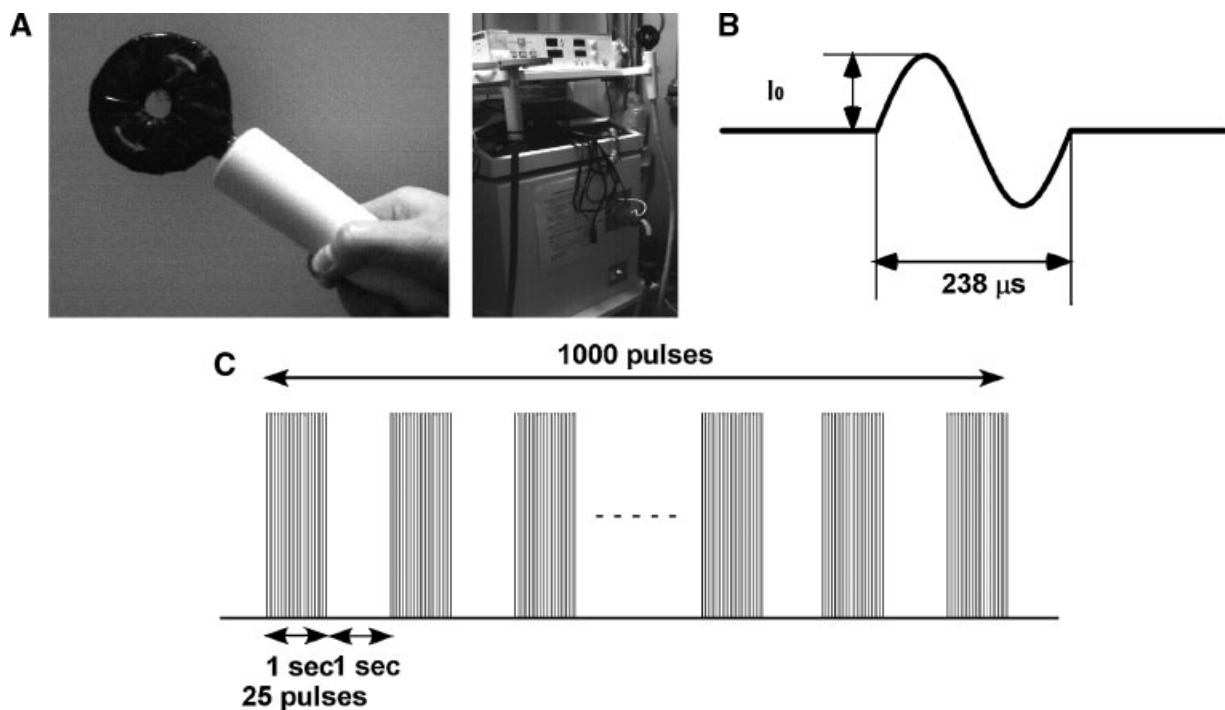 A
B
I0
238 μs
C
1000 pulses
1 sec1 sec
25 pulses